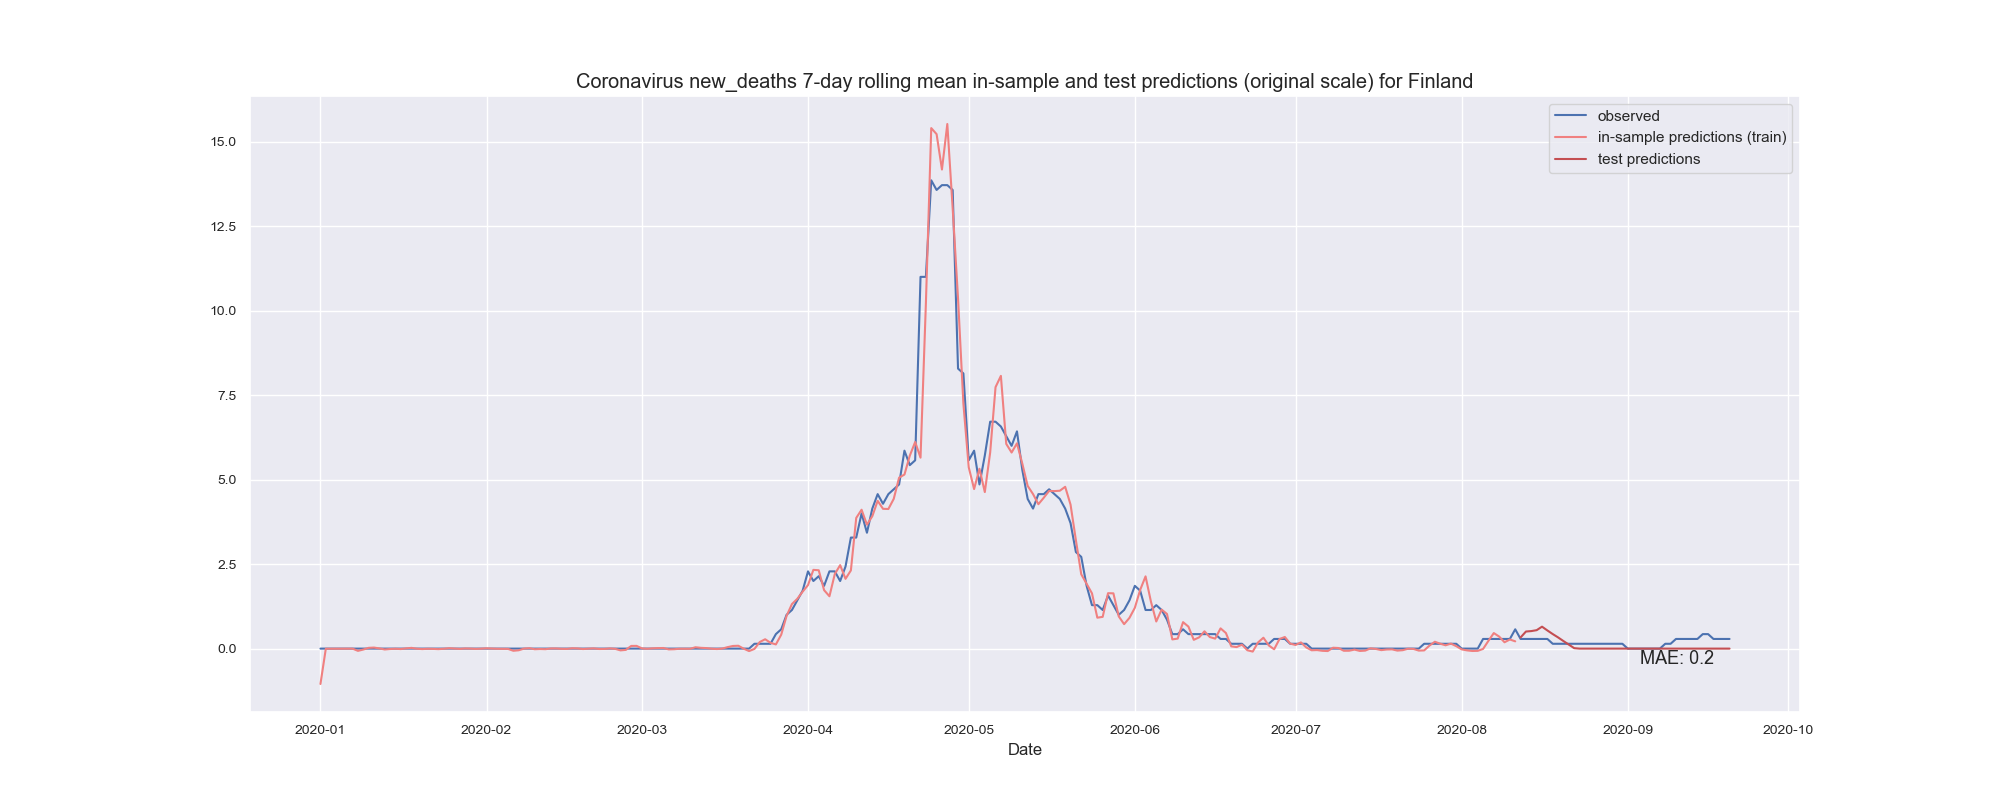 Coronavirus new_deaths 7-day rolling mean in-sample and test predictions (original scale) for Finland
observed
in-sample predictions (train)
test predictions
15.0
12.5
10.0
7.5
5.0
2.5
0.0
MAE: 0.2
2020-01 2020-02 2020-03 2020-04 2020-05 2020-06 2020-07 2020-08 2020-09 2020-10
Date